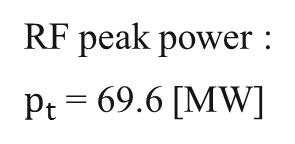 RF peak power :
pₜ = 69.6 [MW]